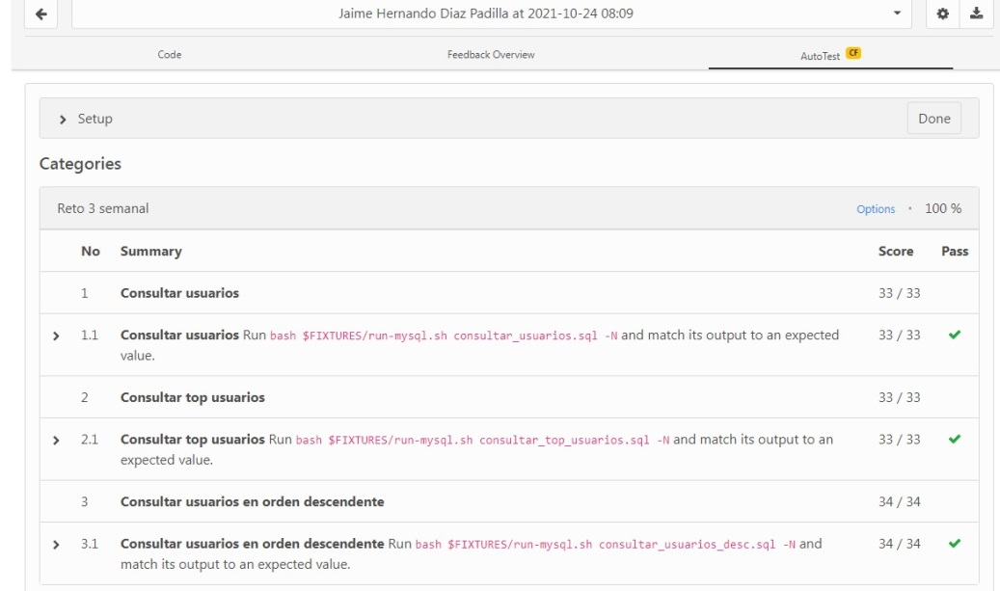 Jaime Hernando Diaz Padilla at 2021-10-24 08:09
Code
Feedback Overview
AutoTest CF
Setup
Done
Categories
Reto 3 semanal
Options • 100 %
No Summary Score Pass
1 Consultar usuarios 33 / 33
1.1 Consultar usuarios Run bash $FIXTURES/run-mysql.sh consultar_usuarios.sql -N and match its output to an expected 33 / 33
value.
2 Consultar top usuarios 33 / 33
2.1 Consultar top usuarios Run bash $FIXTURES/run-mysql.sh consultar_top_usuarios.sql -N and match its output to an 33 / 33
expected value.
3 Consultar usuarios en orden descendente 34 / 34
3.1 Consultar usuarios en orden descendente Run bash $FIXTURES/run-mysql.sh consultar_usuarios_desc.sql -N and 34 / 34
match its output to an expected value.